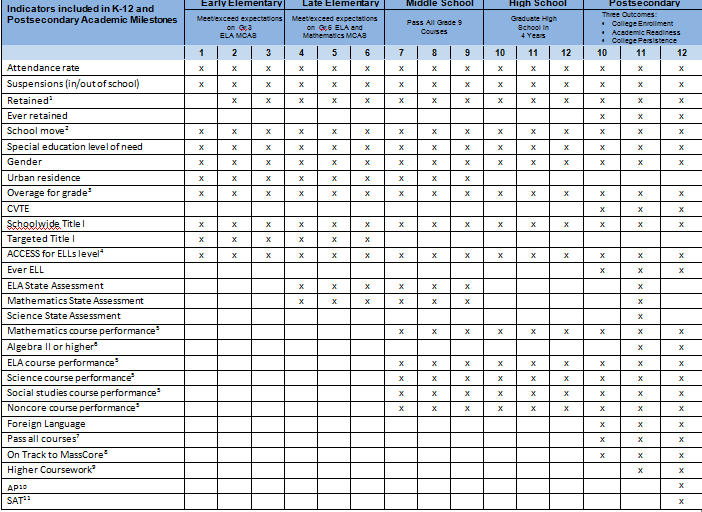 Indicators included in K-12 and
Postsecondary Academic Milestones
Early Elementary
Meet/exceed expectations
on Gr.3
ELA MCAS
Late Elementary
Meet/exceed expectations
on Gr.6 ELA and
Mathematics MCAS
Middle School
Pass All Grade 9
Courses
High School
Graduate High
School in
4 Years
Postsecondary
Three Outcomes:
• College Enrollment
• Academic Readiness
• College Persistence
1 2 3 4 5 6 7 8 9 10 11 12 10 11 12
Attendance rate x x x x x x x x x x x x x x x
Suspensions (in/out of school) x x x x x x x x x x x x x x x
Retained¹ x x x x x x x x x x x x x x
Ever retained x x x
School move² x x x x x x x x x x x x x x x
Special education level of need x x x x x x x x x x x x x x x
Gender x x x x x x x x x x x x x x x
Urban residence x x x x x x x x x
Overage for grade³ x x x x x x x x x x x x x x x
CVTE x x x
Schoolwide Title I x x x x x x x x x x x x x x x
Targeted Title I x x x x x x
ACCESS for ELLs level⁴ x x x x x x x x x x x x x x x
Ever ELL x x x
ELA State Assessment x x x x x x x
Mathematics State Assessment x x x x x x x
Science State Assessment x
Mathematics course performance⁵ x x x x x x x x x
Algebra II or higher⁶ x x
ELA course performance⁵ x x x x x x x x x
Science course performance⁵ x x x x x x x x x
Social studies course performance⁵ x x x x x x x x x
Noncore course performance⁵ x x x x x x x x x
Foreign Language x x x
Pass all courses⁷ x x x
On Track to MassCore⁸ x x x
Higher Coursework⁹ x x
AP¹⁰ x
SAT¹¹ x